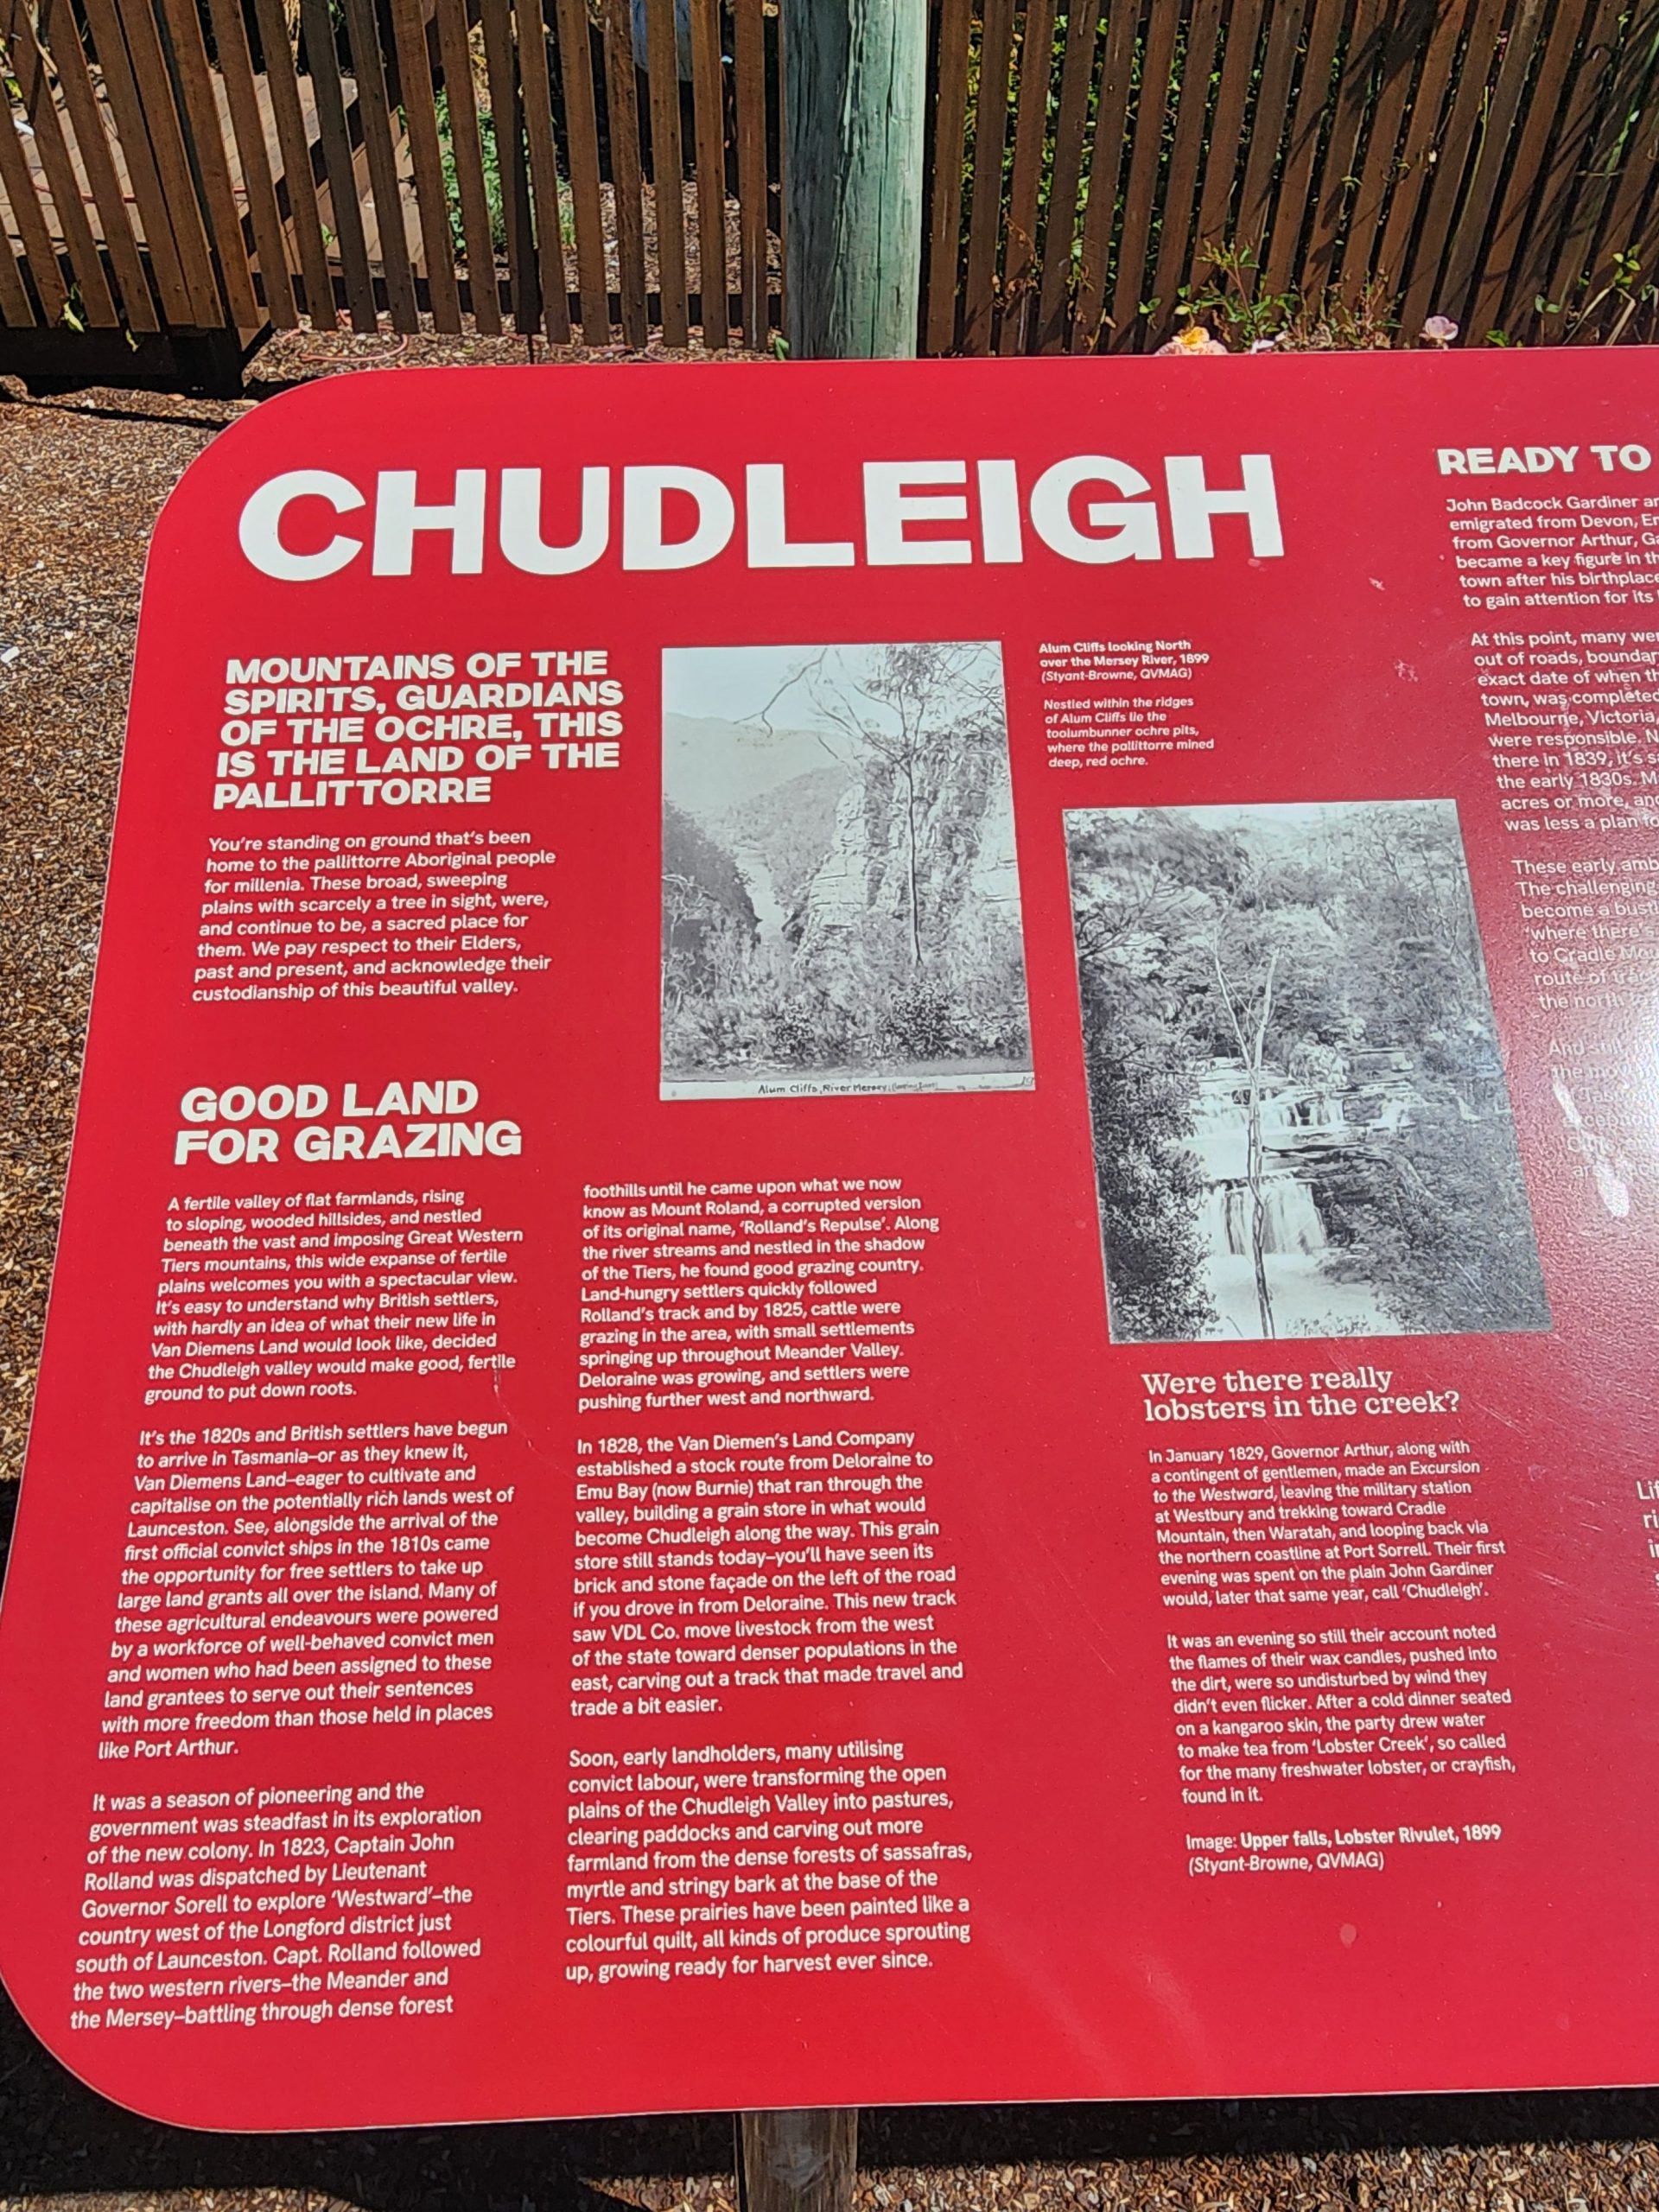 CHUDLEIGH
MOUNTAINS OF THE
SPIRITS, GUARDIANS
OF THE OCHRE, THIS
IS THE LAND OF THE
PALLITTORRE
You're standing on ground that's been
home to the pallittorre Aboriginal people
for millenia. These broad, sweeping
plains with scarcely a tree in sight, were,
and continue to be, a sacred place for
them. We pay respect to their Elders,
past and present, and acknowledge their
custodianship of this beautiful valley.
Alum Cliffs, River Mersey
Alum Cliffs looking North
over the Mersey River, 1899
(Styant-Browne, QVMAG)
Nestled within the ridges
of Alum Cliffs lie the
toolumbunner ochre pits,
where the pallittorre mined
deep, red ochre.
GOOD LAND
FOR GRAZING
A fertile valley of flat farmlands, rising
to sloping, wooded hillsides, and nestled
beneath the vast and imposing Great Western
Tiers mountains, this wide expanse of fertile
plains welcomes you with a spectacular view.
It's easy to understand why British settlers,
with hardly an idea of what their new life in
Van Diemens Land would look like, decided
the Chudleigh valley would make good, fertile
ground to put down roots.
It's the 1820s and British settlers have begun
to arrive in Tasmania–or as they knew it,
Van Diemens Land–eager to cultivate and
capitalise on the potentially rich lands west of
Launceston. See, alongside the arrival of the
first official convict ships in the 1810s came
the opportunity for free settlers to take up
large land grants all over the island. Many of
these agricultural endeavours were powered
by a workforce of well-behaved convict men
and women who had been assigned to these
land grantees to serve out their sentences
with more freedom than those held in places
like Port Arthur.
It was a season of pioneering and the
government was steadfast in its exploration
of the new colony. In 1823, Captain John
Rolland was dispatched by Lieutenant
Governor Sorell to explore 'Westward'–the
country west of the Longford district just
south of Launceston. Capt. Rolland followed
the two western rivers–the Meander and
the Mersey–battling through dense forest
foothills until he came upon what we now
know as Mount Roland, a corrupted version
of its original name, 'Rolland's Repulse'. Along
the river streams and nestled in the shadow
of the Tiers, he found good grazing country.
Land-hungry settlers quickly followed
Rolland's track and by 1825, cattle were
grazing in the area, with small settlements
springing up throughout Meander Valley.
Deloraine was growing, and settlers were
pushing further west and northward.
In 1828, the Van Diemen's Land Company
established a stock route from Deloraine to
Emu Bay (now Burnie) that ran through the
valley, building a grain store in what would
become Chudleigh along the way. This grain
store still stands today–you'll have seen its
brick and stone façade on the left of the road
if you drove in from Deloraine. This new track
saw VDL Co. move livestock from the west
of the state toward denser populations in the
east, carving out a track that made travel and
trade a bit easier.
Soon, early landholders, many utilising
convict labour, were transforming the open
plains of the Chudleigh Valley into pastures,
clearing paddocks and carving out more
farmland from the dense forests of sassafras,
myrtle and stringy bark at the base of the
Tiers. These prairies have been painted like a
colourful quilt, all kinds of produce sprouting
up, growing ready for harvest ever since.
Were there really
lobsters in the creek?
In January 1829, Governor Arthur, along with
a contingent of gentlemen, made an Excursion
to the Westward, leaving the military station
at Westbury and trekking toward Cradle
Mountain, then Waratah, and looping back via
the northern coastline at Port Sorrell. Their first
evening was spent on the plain John Gardiner
would, later that same year, call 'Chudleigh'.
It was an evening so still their account noted
the flames of their wax candles, pushed into
the dirt, were so undisturbed by wind they
didn't even flicker. After a cold dinner seated
on a kangaroo skin, the party drew water
to make tea from 'Lobster Creek', so called
for the many freshwater lobster, or crayfish,
found in it.
Image: Upper falls, Lobster Rivulet, 1899
(Styant-Browne, QVMAG)
READY TO
John Badcock Gardiner
emigrated from Devon,
from Governor Arthur,
became a key figure in
town after his birthplace
to gain attention for its
At this point, many
out of roads,
exact date of when
town, was completed
Melbourne, Victoria,
were responsible.
there in 1839, it's
the early 1830s.
acres or more,
was less a plan
These early
The challenging
become a
'where there's
to Cradle
route of
the north